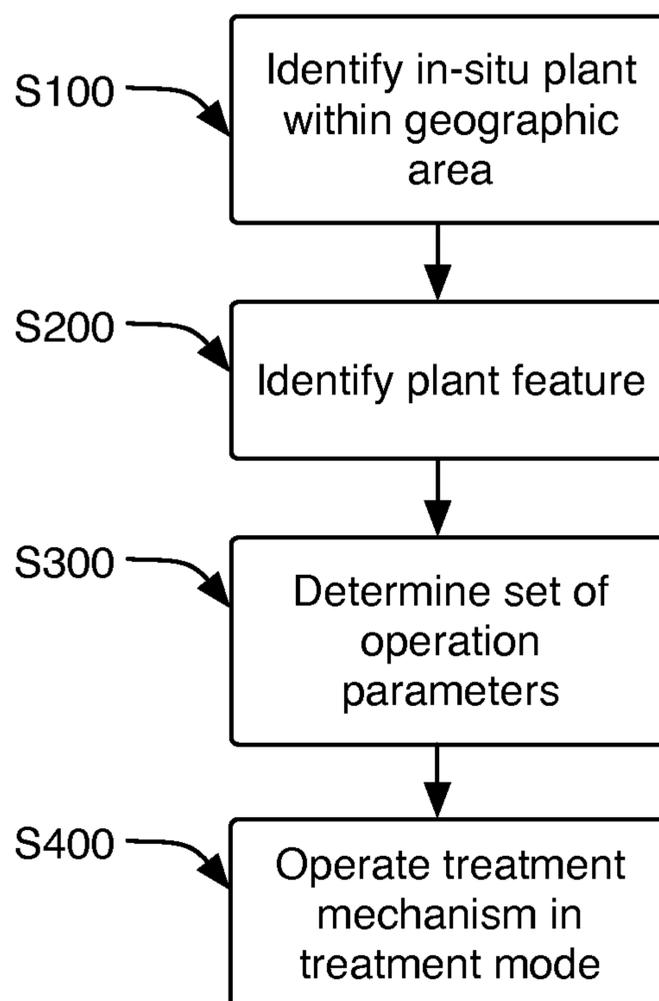 S100
Identify in-situ plant
within geographic
area
S200
Identify plant feature
S300
Determine set of
operation
parameters
S400
Operate treatment
mechanism in
treatment mode